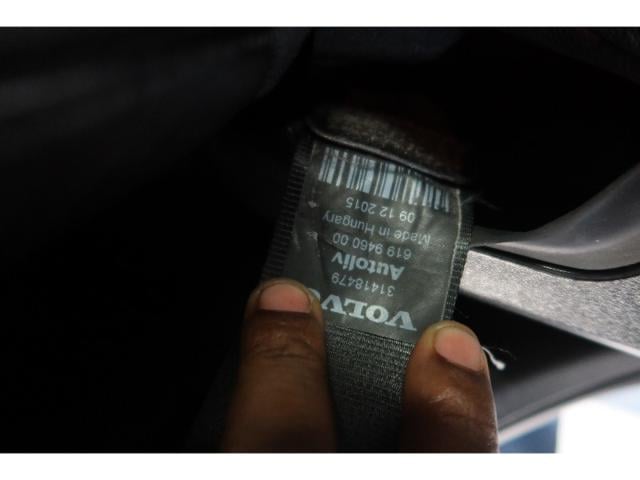 VOLVO
31418479
Autoliv
619 9460 00
Made in Hungary
09 12 2015